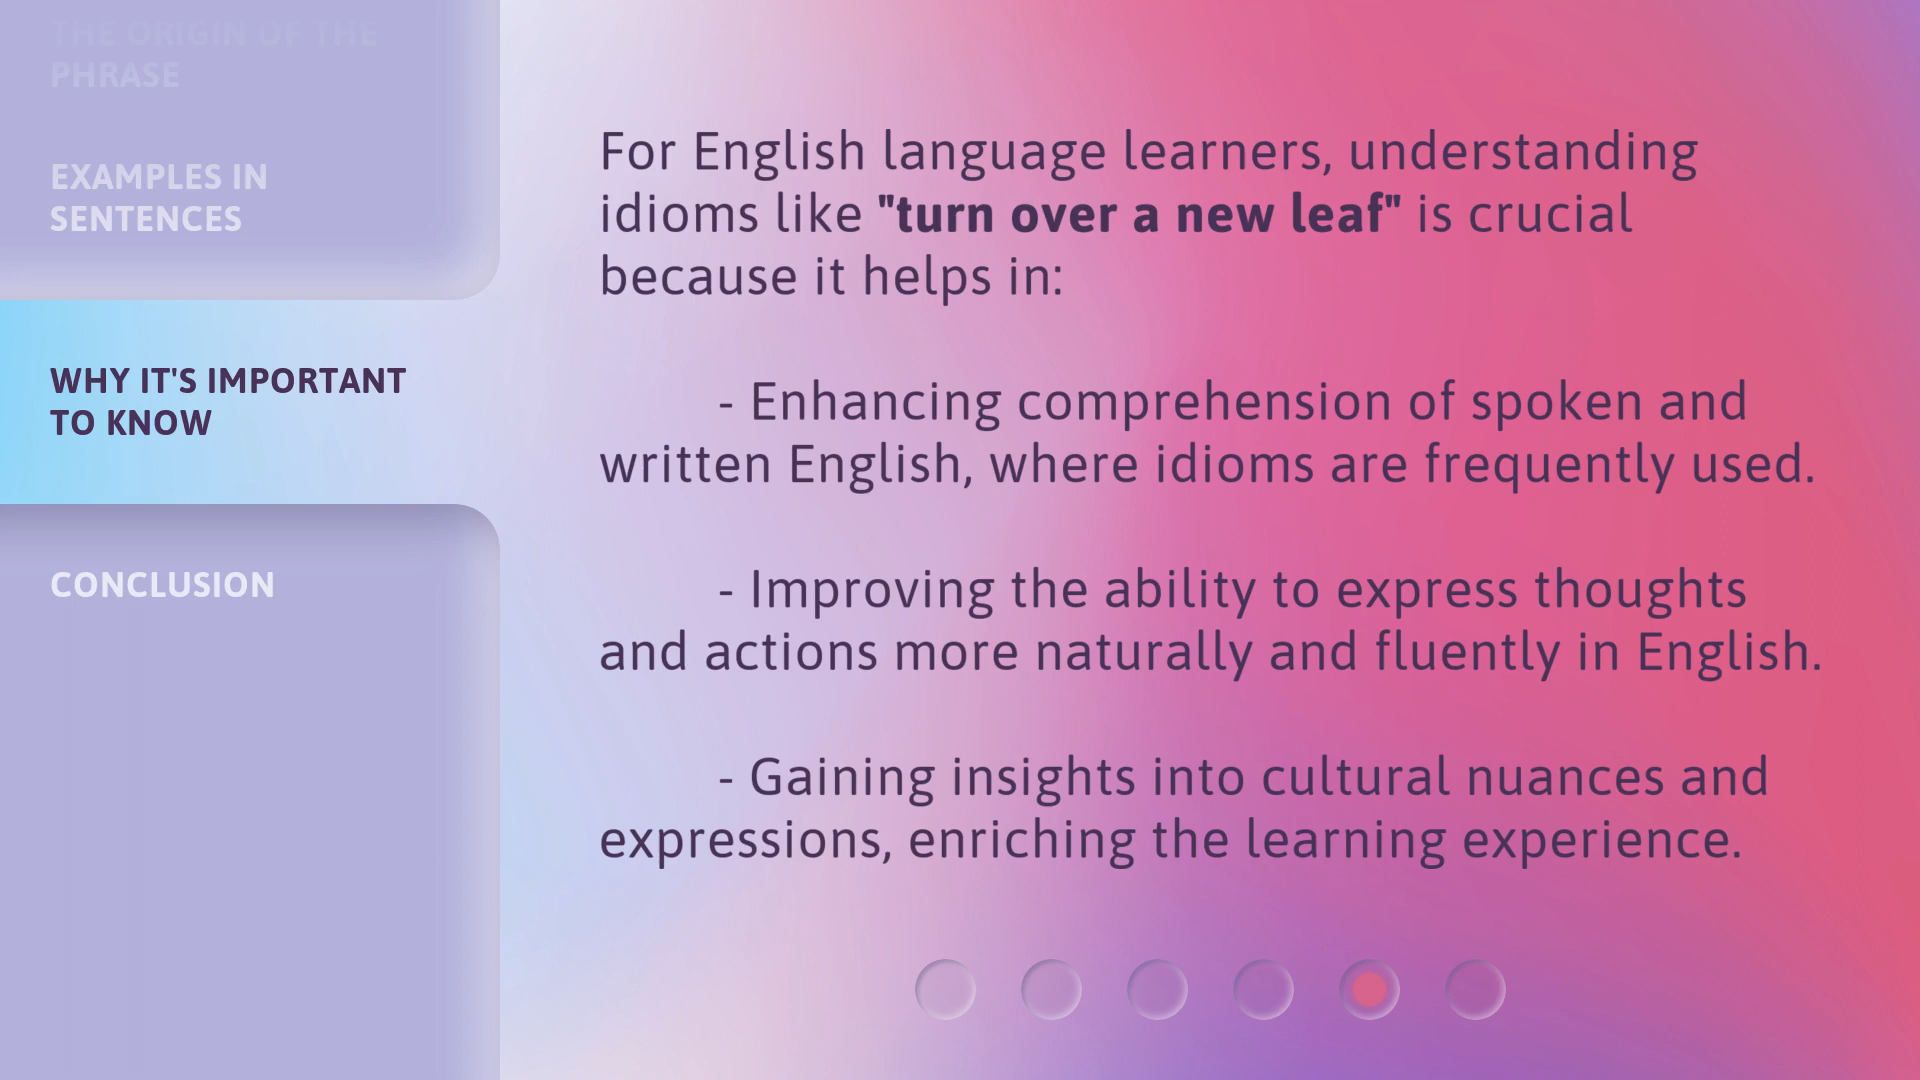 THE ORIGIN OF THE
PHRASE
EXAMPLES IN
SENTENCES
WHY IT'S IMPORTANT
TO KNOW
CONCLUSION
For English language learners, understanding
idioms like "turn over a new leaf" is crucial
because it helps in:
- Enhancing comprehension of spoken and
written English, where idioms are frequently used.
- Improving the ability to express thoughts
and actions more naturally and fluently in English.
- Gaining insights into cultural nuances and
expressions, enriching the learning experience.